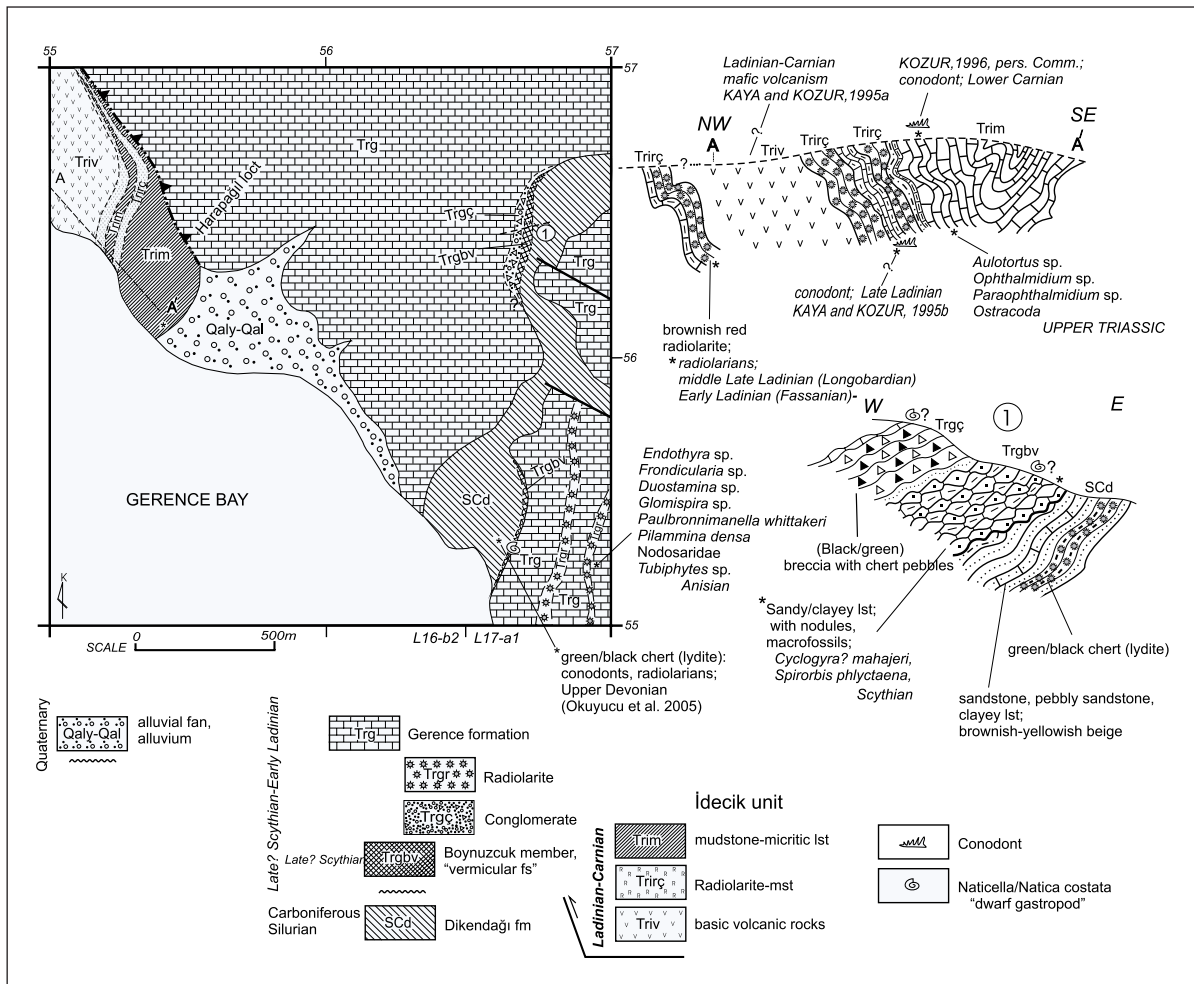 55
56
57
57
Trg
Triv
A
Trim
Trirç
Harapağıl loct
Trim
A
Qaly-Qal
Trgç
1
Trgbv
Trg
Trg
56
SCd
Trgbv
Trg
Trgr
Trgr
Trg
GERENCE BAY
K
55
SCALE 0 500m
L16-b2 L17-a1
Ladinian-Carnian
mafic volcanism
KAYA and KOZUR,1995a
KOZUR,1996, pers. Comm.;
conodont; Lower Carnian
NW
A
SE
A
?
Trirç
?....
Triv
Trirç
Trirç
*
Trim
*
*
*
?
conodont; Late Ladinian
KAYA and KOZUR, 1995b
Aulotortus sp.
Ophthalmidium sp.
Paraophthalmidium sp.
Ostracoda
UPPER TRIASSIC
brownish red
radiolarite;
* radiolarians;
middle Late Ladinian (Longobardian)
Early Ladinian (Fassanian)-
W
1
E
?
Trgç
Trgbv
?
*
SCd
(Black/green)
breccia with chert pebbles
*Sandy/clayey lst;
with nodules,
macrofossils;
Cyclogyra? mahajeri,
Spirorbis phlyctaena,
Scythian
green/black chert (lydite)
sandstone, pebbly sandstone,
clayey lst;
brownish-yellowish beige
Endothyra sp.
Frondicularia sp.
Duostamina sp.
Glomispira sp.
Paulbronnimanella whittakeri
Pilammina densa
Nodosaridae
Tubiphytes sp.
Anisian
*green/black chert (lydite):
conodonts, radiolarians;
Upper Devonian
(Okuyucu et al. 2005)
Quaternary
Qaly-Qal
alluvial fan,
alluvium
Late? Scythian-Early Ladinian
Trg
Gerence formation
Trgr
Radiolarite
Trgç
Conglomerate
Late? Scythian
Trgbv
Boynuzcuk member,
“vermicular fs”
Carboniferous
Silurian
SCd
Dikendağı fm
İdecik unit
Ladinian-Carnian
Trim
mudstone-micritic lst
Trirç
Radiolarite-mst
Triv
basic volcanic rocks
Conodont
Naticella/Natica costata
“dwarf gastropod”